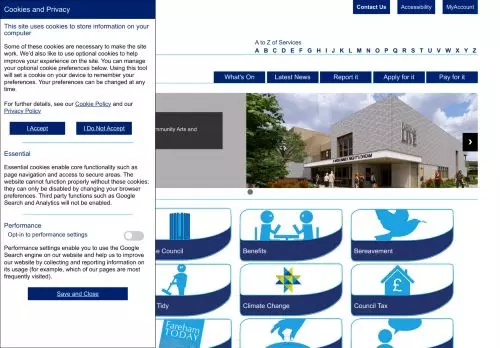 Cookies and Privacy
This site uses cookies to store information on your
computer
Some of these cookies are necessary to make the site
work. We'd also like to use optional cookies to help
improve your experience on the site. You can manage
your optional cookie preferences below. Using this tool
will set a cookie on your device to remember your
preferences. Your preferences can be changed at any
time.
For further details, see our Cookie Policy and our
Privacy Policy
I Accept
I Do Not Accept
Essential
Essential cookies enable core functionality such as
page navigation and access to secure areas. The
website cannot function properly without these cookies;
they can only be disabled by changing your browser
preferences. Third party functions such as Google
Search and Analytics will not be enabled.
Performance
Opt-in to performance settings
Performance settings enable you to use the Google
Search engine on our website and help us to improve
our website by collecting and reporting information on
its usage (for example, which of our pages are most
frequently visited).
Save and Close
Contact Us
Accessibility
MyAccount
A to Z of Services
A B C D E F G H I J K L M N O P Q R S T U V W X Y Z
What's On
Latest News
Report it
Apply for it
Pay for it
mmunity Arts and
e Council
Benefits
Bereavement
Tidy
Climate Change
£
Council Tax
Fareham
TODAY